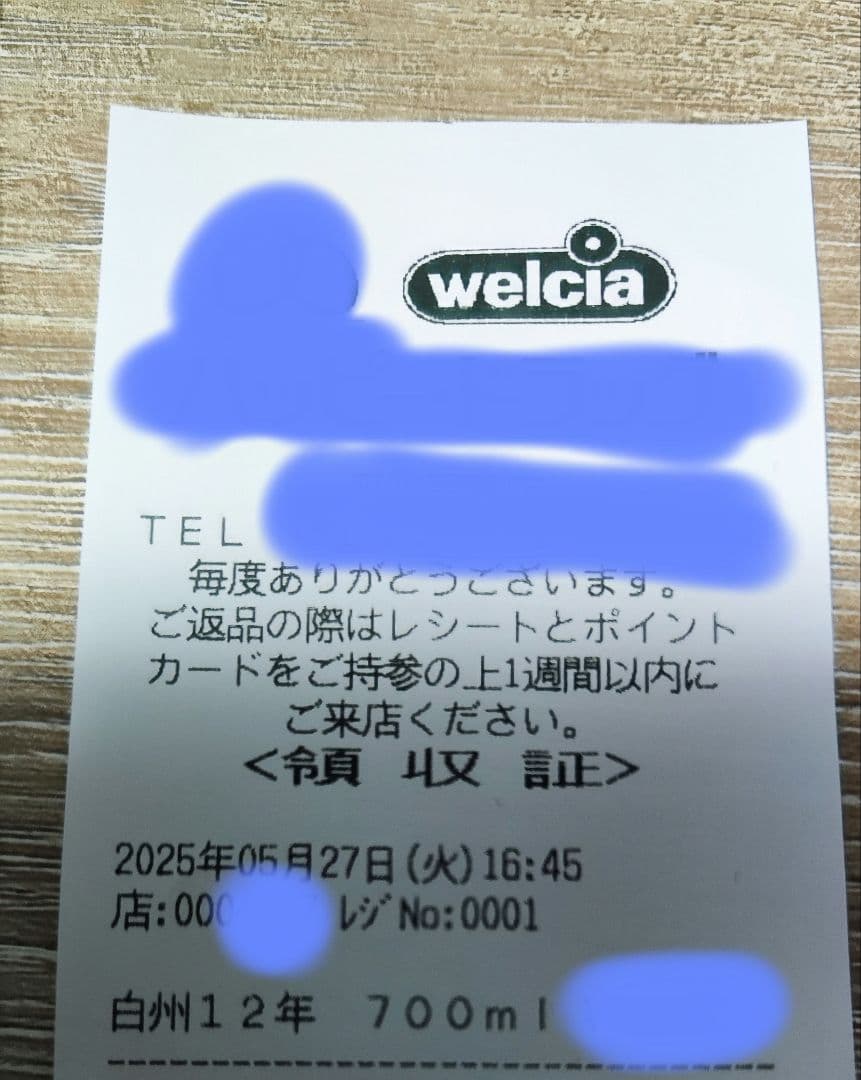 welcia
TEL
毎度ありがとうございます。
ご返品の際はレシートとポイント
カードをご持参の上1週間以内に
ご来店ください。
<領 収 証>
2025年05月27日(火)16:45
店:000 ﾚｼﾞNo:0001
白州12年 700ml